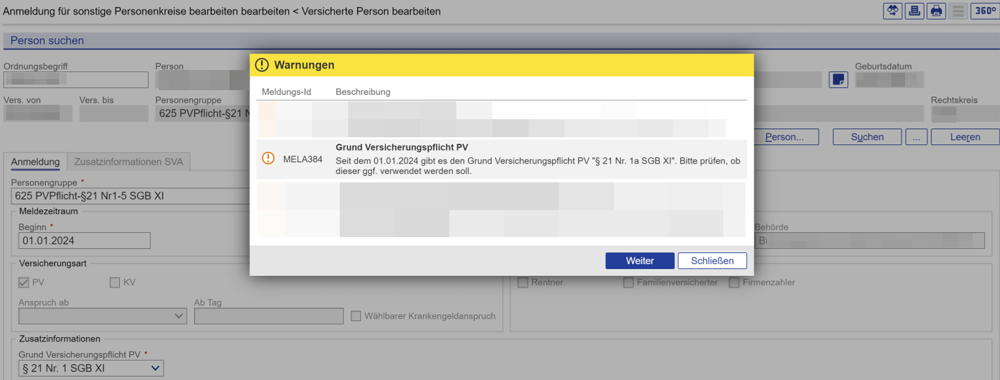 Anmeldung für sonstige Personenkreise bearbeiten bearbeiten < Versicherte Person bearbeiten
360°
Person suchen
Ordnungsbegriff
Person
Geburtsdatum
Vers. von
Vers. bis
Personengruppe
Rechtskreis
625 PVPflicht-§21 N
Person...
Suchen
...
Leeren
Warnungen
Meldungs-Id
Beschreibung
MELA384
Grund Versicherungspflicht PV
Seit dem 01.01.2024 gibt es den Grund Versicherungspflicht PV "§ 21 Nr. 1a SGB XI". Bitte prüfen, ob
dieser ggf. verwendet werden soll.
Weiter
Schließen
Anmeldung
Zusatzinformationen SVA
Personengruppe *
625 PVPflicht-§21 Nr1-5 SGB XI
Meldezeitraum
Beginn *
01.01.2024
Behörde
Versicherungsart
PV
KV
Rentner
Familienversicherter
Firmenzahler
Anspruch ab
Ab Tag
Wählbarer Krankengeldanspruch
Zusatzinformationen
Grund Versicherungspflicht PV *
§ 21 Nr. 1 SGB XI